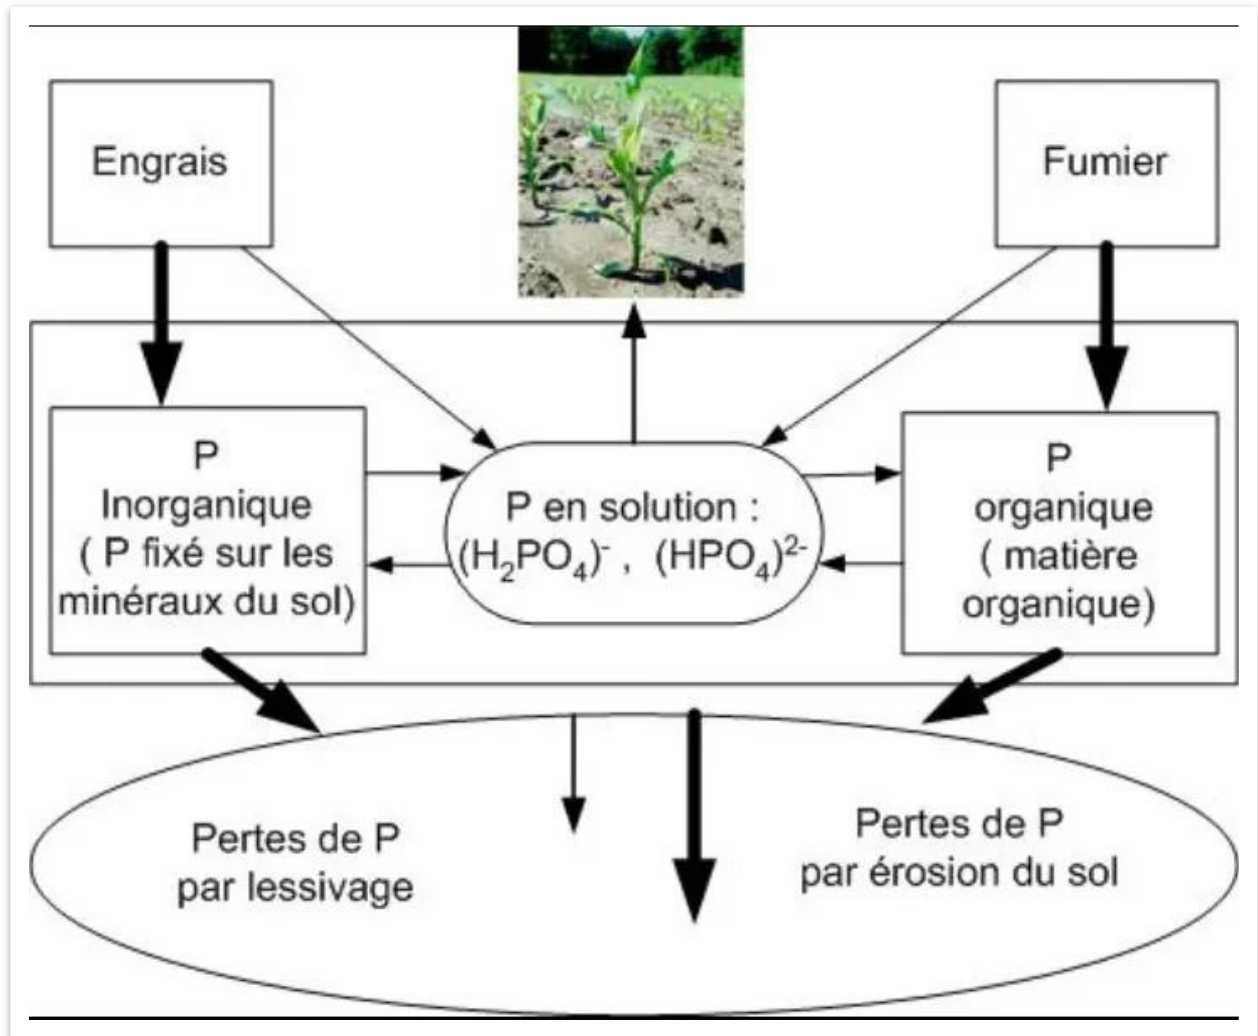 Engrais
Fumier
P
Inorganique
( P fixé sur les
minéraux du sol)
P en solution :
(H₂PO₄)⁻ , (HPO₄)²⁻
P
organique
( matière
organique)
Pertes de P
par lessivage
Pertes de P
par érosion du sol